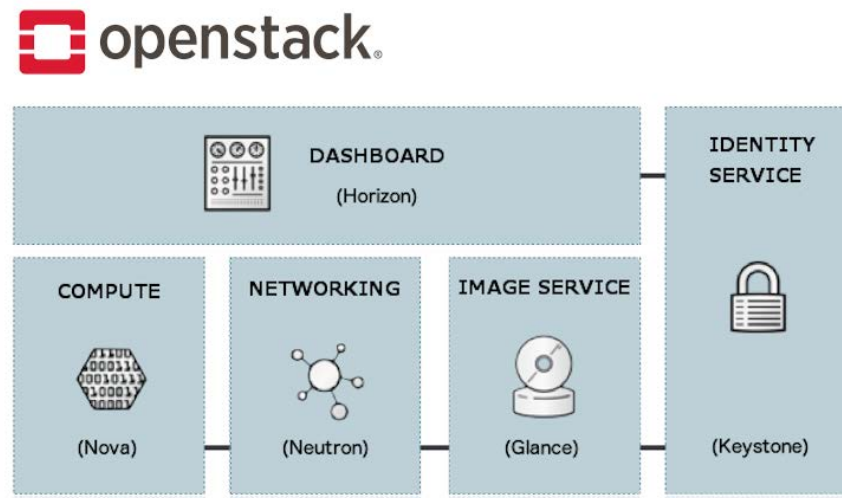 openstack®
DASHBOARD
(Horizon)
IDENTITY
SERVICE
COMPUTE
(Nova)
NETWORKING
(Neutron)
IMAGE SERVICE
(Glance)
(Keystone)